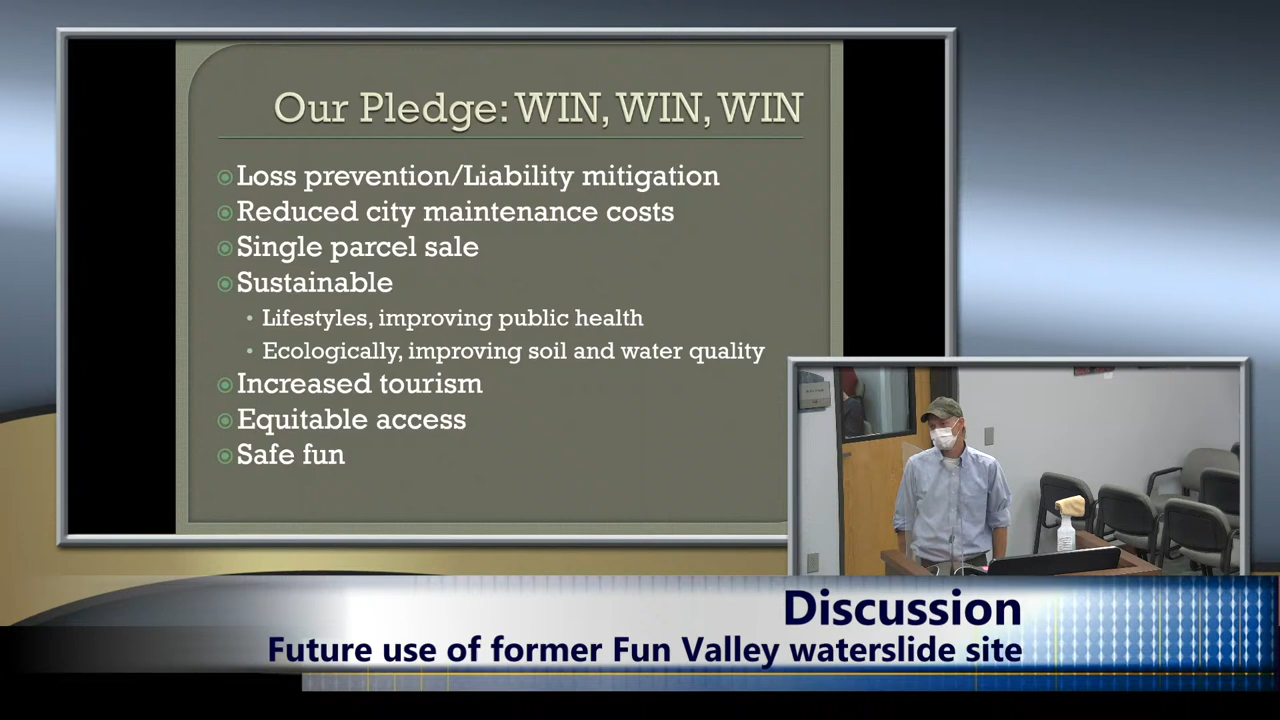 Our Pledge: WIN, WIN, WIN
Loss prevention/Liability mitigation
Reduced city maintenance costs
Single parcel sale
Sustainable
Lifestyles, improving public health
Ecologically, improving soil and water quality
Increased tourism
Equitable access
Safe fun
Discussion
Future use of former Fun Valley waterslide site